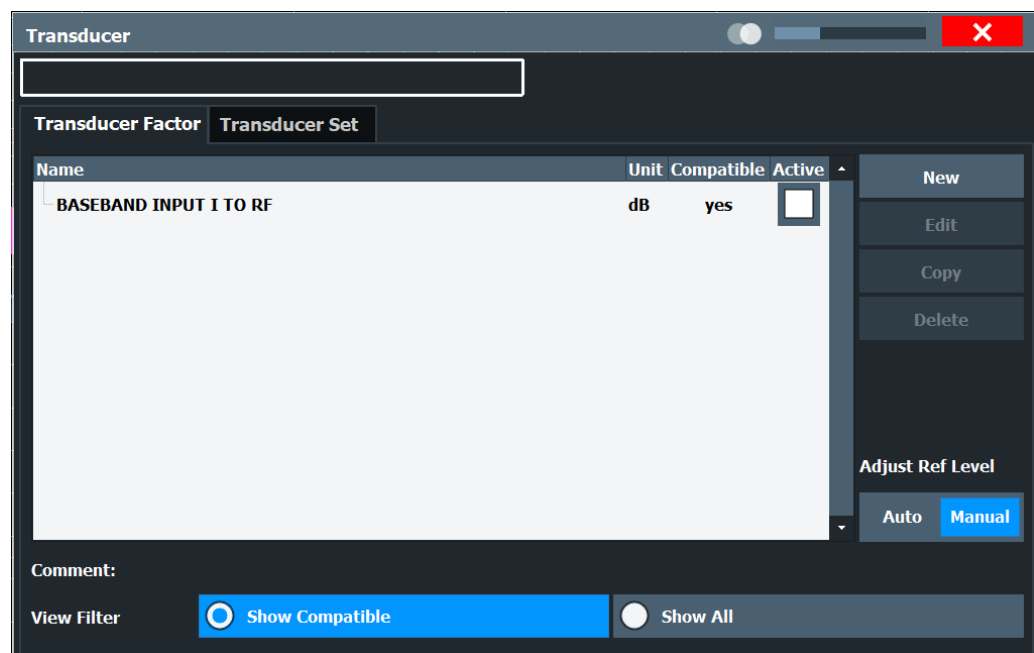 Transducer
Transducer Factor Transducer Set
Name Unit Compatible Active
BASEBAND INPUT I TO RF dB yes
New
Edit
Copy
Delete
Adjust Ref Level
Auto Manual
Comment:
View Filter Show Compatible Show All